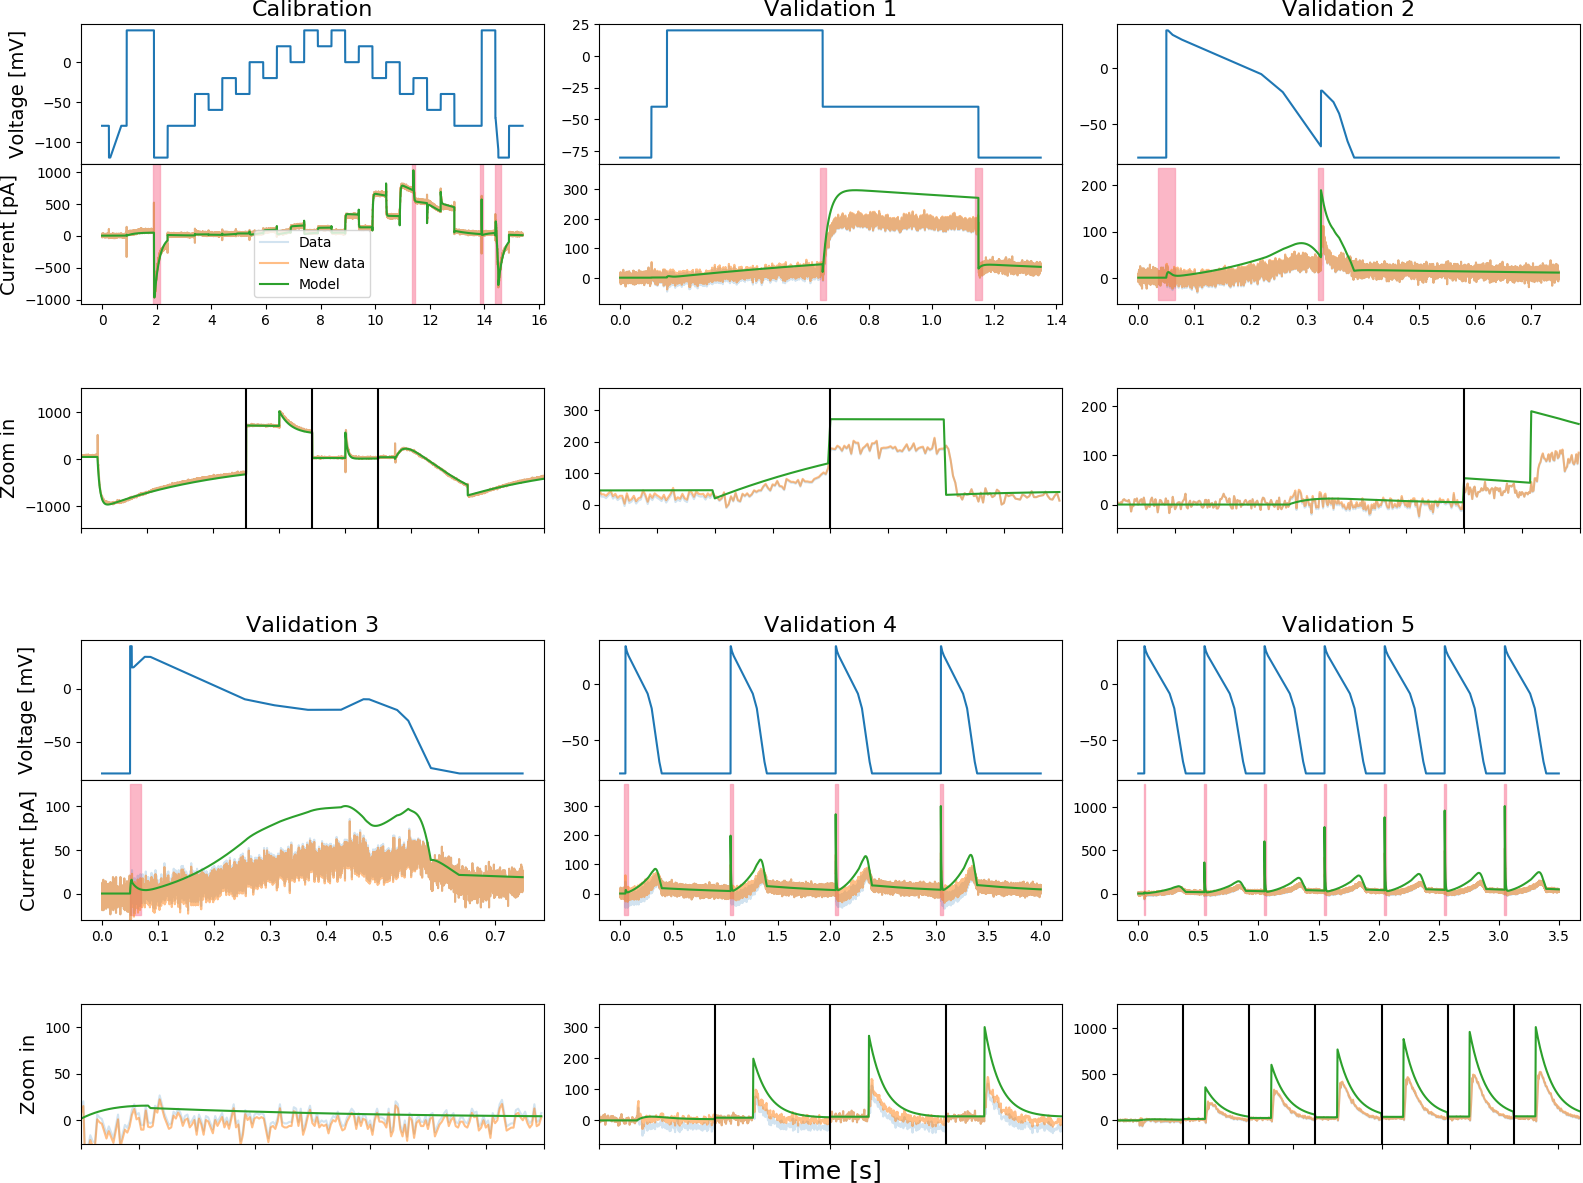 Calibration
Validation 1
Validation 2
Voltage [mV]
0
−50
−100
25
0
−25
−50
−75
0
−50
Current [pA]
1000
500
0
−500
−1000
Data
New data
Model
300
200
100
0
200
100
0
0 2 4 6 8 10 12 14 16
0.0 0.2 0.4 0.6 0.8 1.0 1.2 1.4
0.0 0.1 0.2 0.3 0.4 0.5 0.6 0.7
Zoom in
1000
0
−1000
300
200
100
0
200
100
0
Validation 3
Validation 4
Validation 5
Voltage [mV]
0
−50
0
−50
0
−50
Current [pA]
100
50
0
300
200
100
0
1000
500
0
0.0 0.1 0.2 0.3 0.4 0.5 0.6 0.7
0.0 0.5 1.0 1.5 2.0 2.5 3.0 3.5 4.0
0.0 0.5 1.0 1.5 2.0 2.5 3.0 3.5
Zoom in
100
50
0
300
200
100
0
1000
500
0
Time [s]